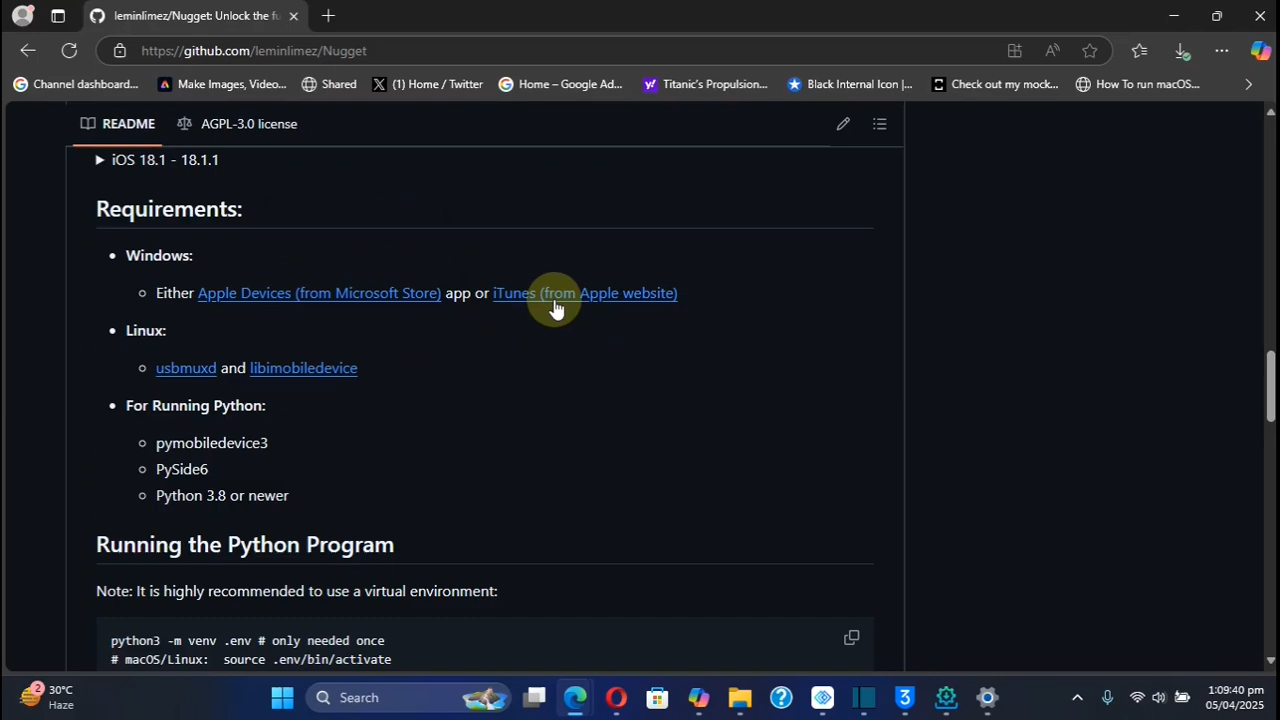 leminlimez/Nugget: Unlock the fu
https://github.com/leminlimez/Nugget
Channel dashboard...
Make Images, Video...
Shared
(1) Home / Twitter
Home – Google Ad...
Titanic's Propulsion...
Black Internal Icon |...
Check out my mock...
How To run macOS...
README
AGPL-3.0 license
iOS 18.1 - 18.1.1
Requirements:
Windows:
Either Apple Devices (from Microsoft Store) app or iTunes (from Apple website)
Linux:
usbmuxd and libimobiledevice
For Running Python:
pymobiledevice3
PySide6
Python 3.8 or newer
Running the Python Program
Note: It is highly recommended to use a virtual environment:
python3 -m venv .env # only needed once
# macOS/Linux:  source .env/bin/activate
2
30°C
Haze
Search
3
1:09:40 pm
05/04/2025